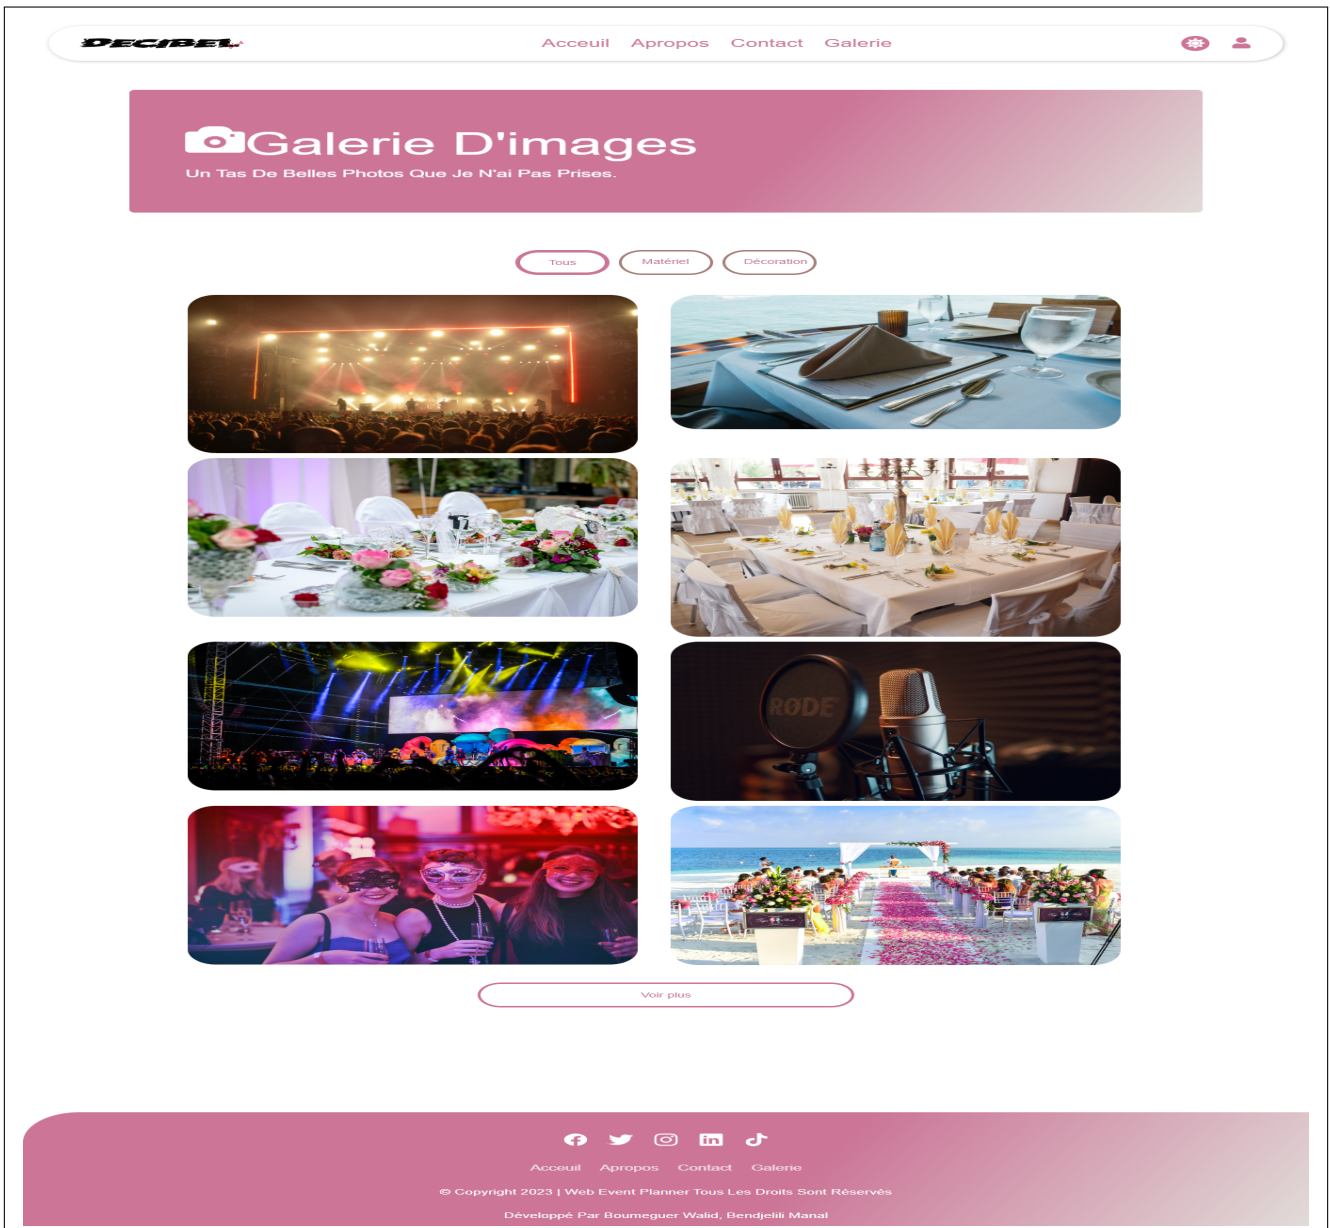 DECIBEL
Acceuil Apropos Contact Galerie
Galerie D'images
Un Tas De Belles Photos Que Je N'ai Pas Prises.
Tous Matériel Décoration
RØDE
Voir plus
Acceuil Apropos Contact Galerie
© Copyright 2023 | Web Event Planner Tous Les Droits Sont Réservés
Développé Par Boumeguer Walid, Bendjelili Manal